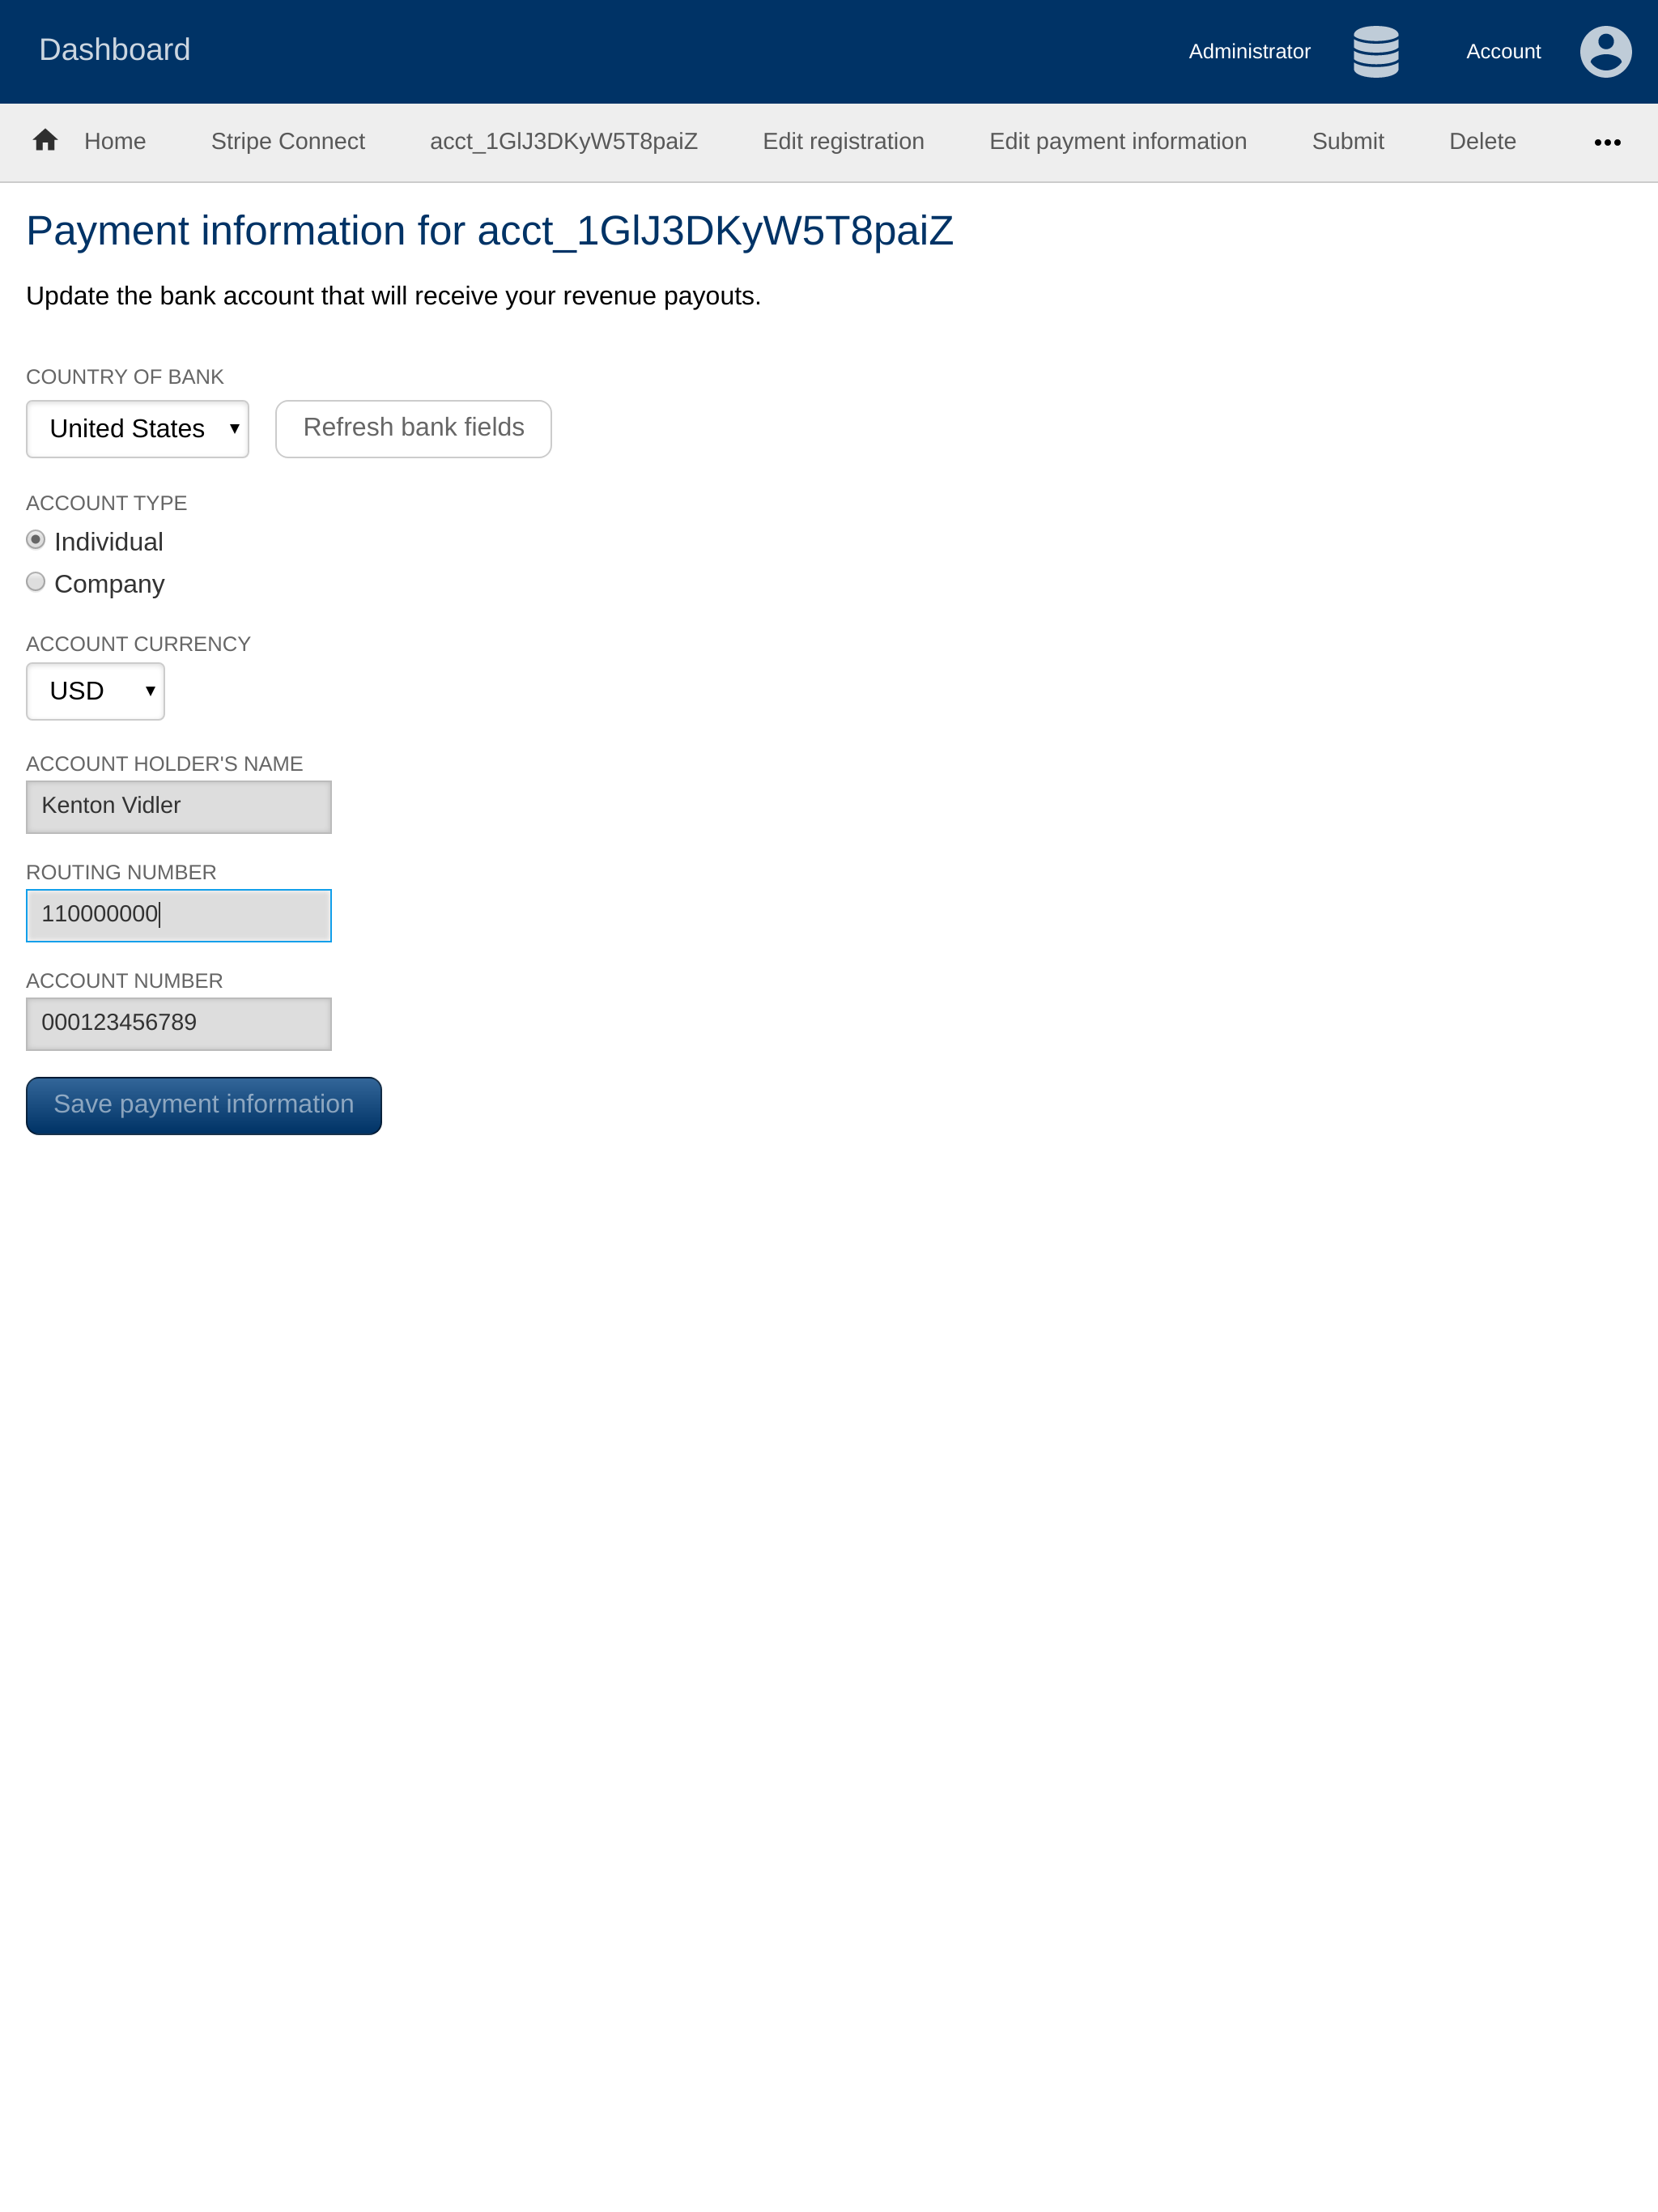 Dashboard
Administrator
Account
Home
Stripe Connect
acct_1GlJ3DKyW5T8paiZ
Edit registration
Edit payment information
Submit
Delete
Payment information for acct_1GlJ3DKyW5T8paiZ
Update the bank account that will receive your revenue payouts.
COUNTRY OF BANK
United States
Refresh bank fields
ACCOUNT TYPE
Individual
Company
ACCOUNT CURRENCY
USD
ACCOUNT HOLDER'S NAME
Kenton Vidler
ROUTING NUMBER
110000000
ACCOUNT NUMBER
000123456789
Save payment information